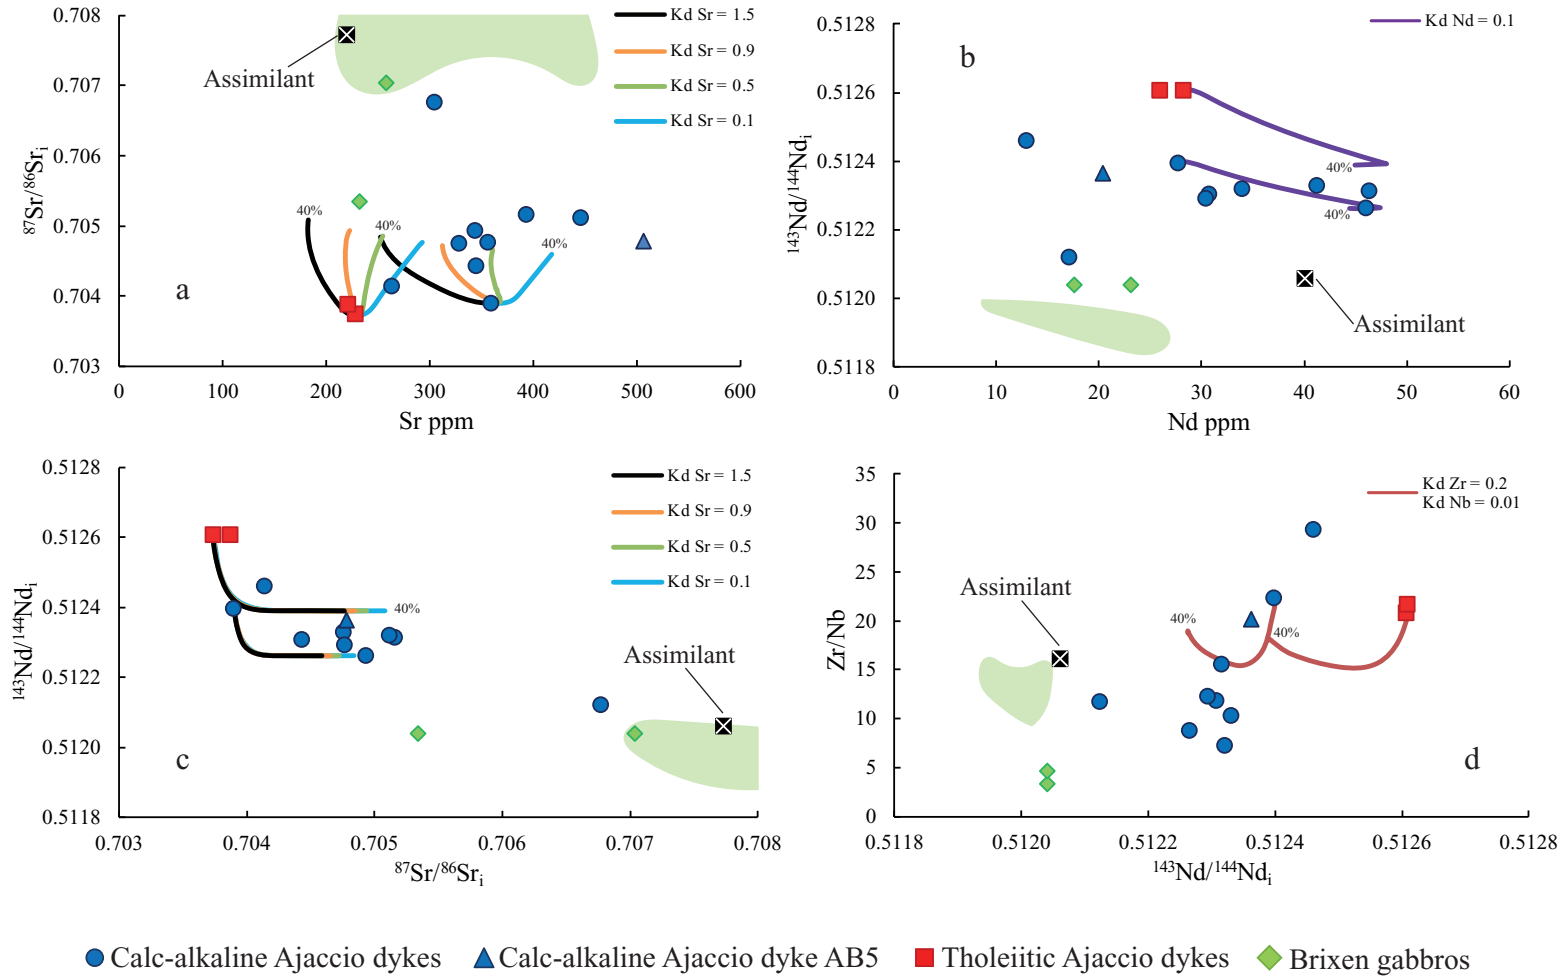 0.708
0.707
0.706
0.705
0.704
0.703
0
100
200
300
400
500
600
⁸⁷Sr/⁸⁶Srᵢ
Sr ppm
Assimilant
Kd Sr = 1.5
Kd Sr = 0.9
Kd Sr = 0.5
Kd Sr = 0.1
40%
40%
40%
a
0.5128
0.5126
0.5124
0.5122
0.5120
0.5118
0
10
20
30
40
50
60
¹⁴³Nd/¹⁴⁴Ndᵢ
Nd ppm
b
Kd Nd = 0.1
40%
40%
Assimilant
0.5128
0.5126
0.5124
0.5122
0.5120
0.5118
0.703
0.704
0.705
0.706
0.707
0.708
¹⁴³Nd/¹⁴⁴Ndᵢ
⁸⁷Sr/⁸⁶Srᵢ
Kd Sr = 1.5
Kd Sr = 0.9
Kd Sr = 0.5
Kd Sr = 0.1
40%
Assimilant
c
35
30
25
20
15
10
5
0
0.5118
0.5120
0.5122
0.5124
0.5126
0.5128
Zr/Nb
¹⁴³Nd/¹⁴⁴Ndᵢ
Kd Zr = 0.2
Kd Nb = 0.01
Assimilant
40%
40%
d
Calc-alkaline Ajaccio dykes
Calc-alkaline Ajaccio dyke AB5
Tholeiitic Ajaccio dykes
Brixen gabbros